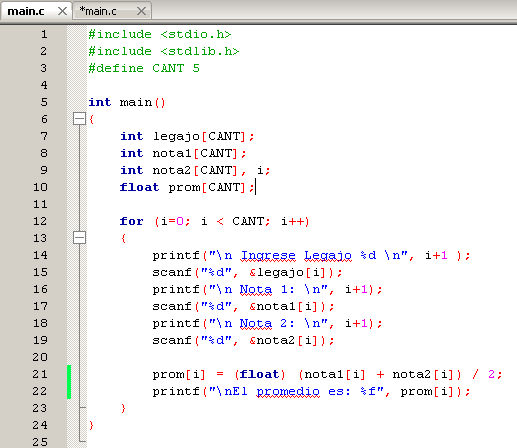 main.c *main.c
1 #include <stdio.h>
2 #include <stdlib.h>
3 #define CANT 5
4
5 int main()
6 {
7 int legajo[CANT];
8 int nota1[CANT];
9 int nota2[CANT], i;
10 float prom[CANT];
11
12 for (i=0; i < CANT; i++)
13 {
14 printf("\n Ingrese Legajo %d \n", i+1 );
15 scanf("%d", &legajo[i]);
16 printf("\n Nota 1: \n", i+1);
17 scanf("%d", &nota1[i]);
18 printf("\n Nota 2: \n", i+1);
19 scanf("%d", &nota2[i]);
20
21 prom[i] = (float) (nota1[i] + nota2[i]) / 2;
22 printf("\nEl promedio es: %f", prom[i]);
23 }
24 }
25